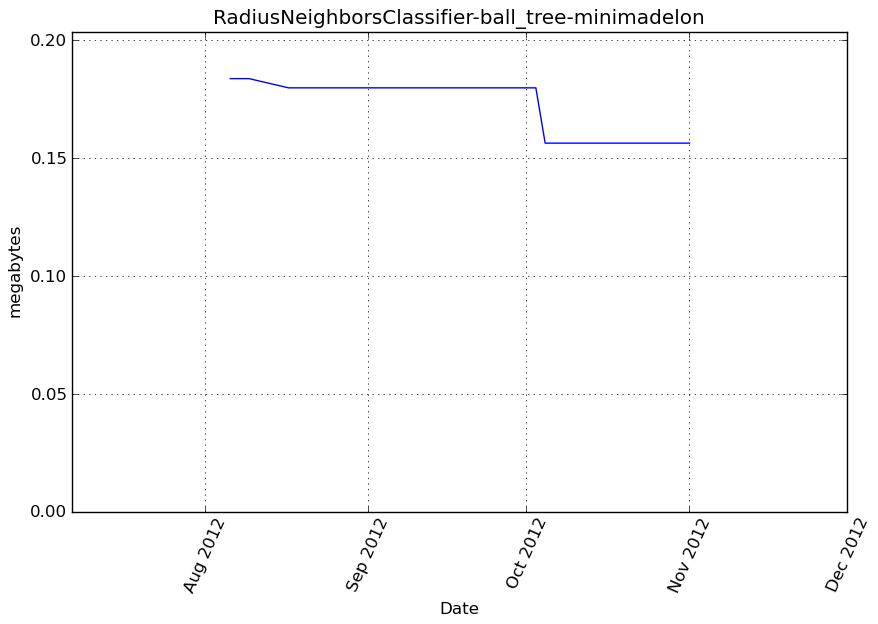 RadiusNeighborsClassifier-ball_tree-minimadelon
0.20
0.15
0.10
0.05
0.00
megabytes
Aug 2012
Sep 2012
Oct 2012
Nov 2012
Dec 2012
Date